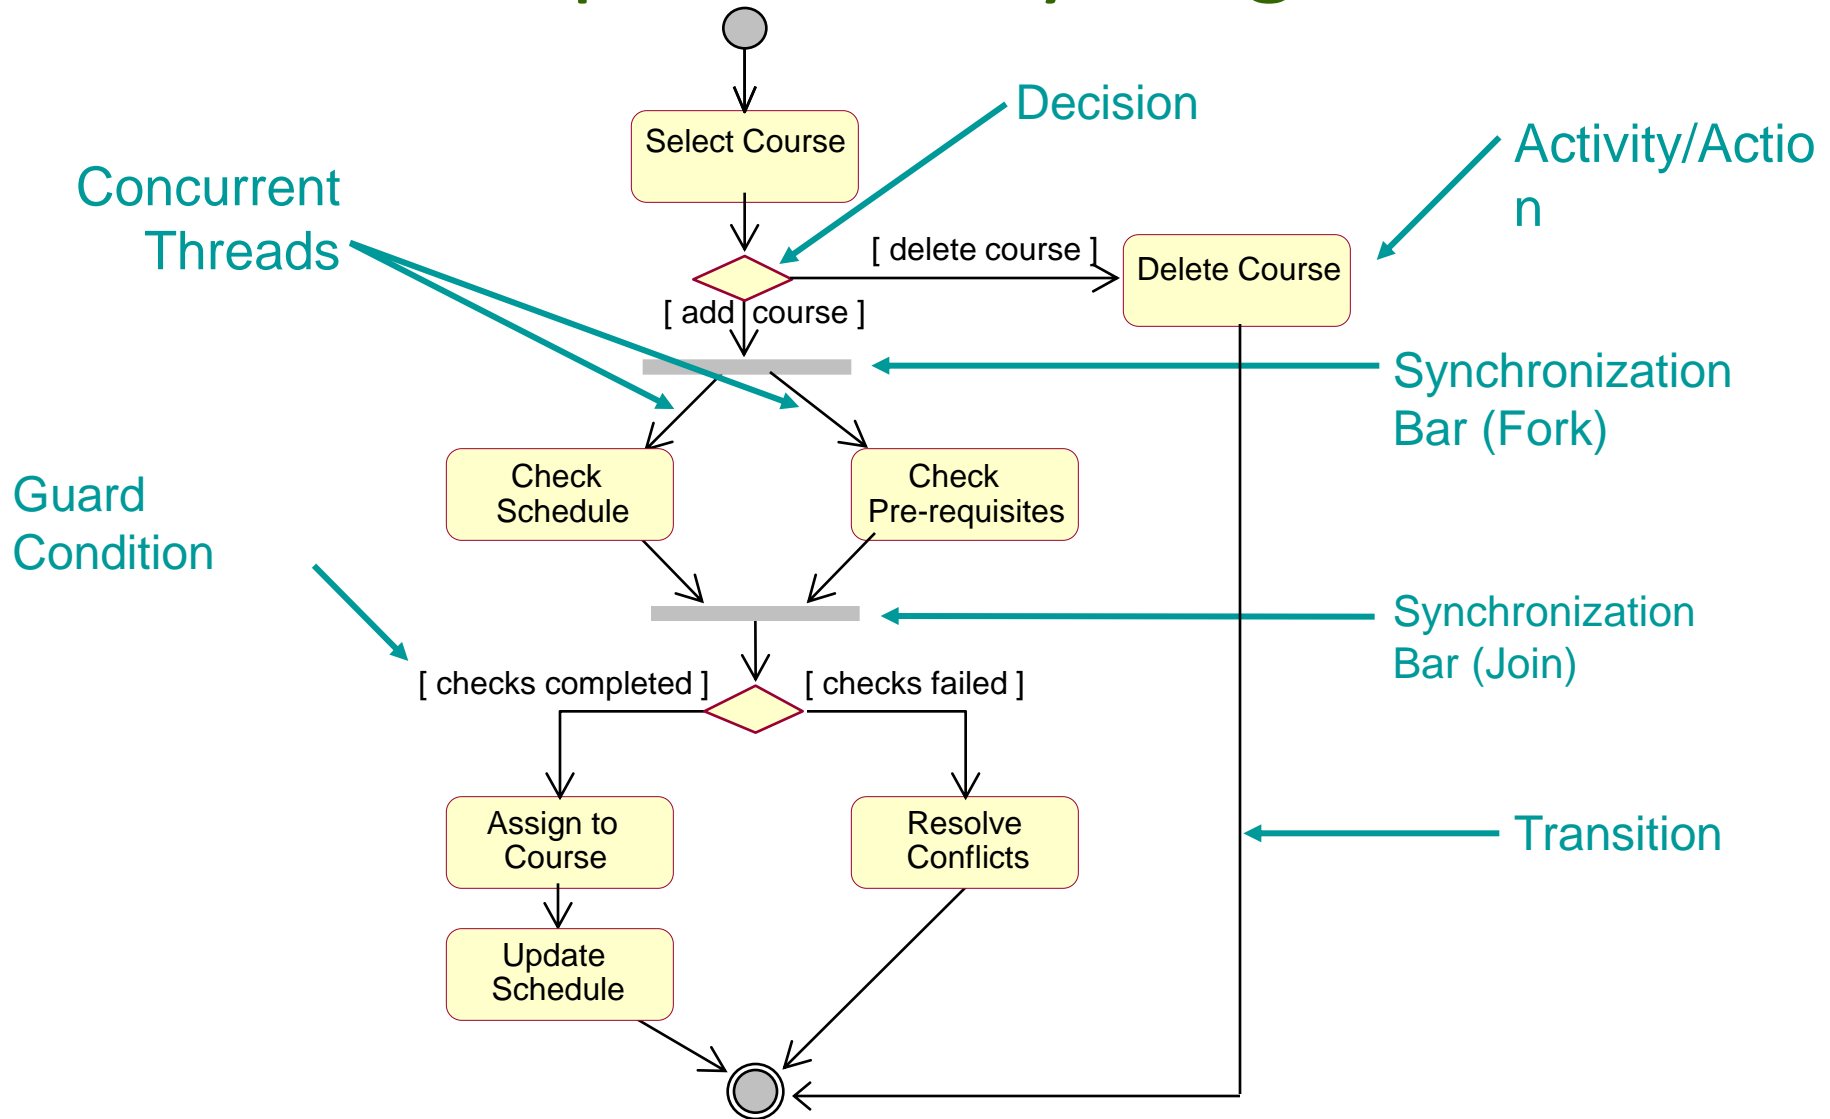 Decision
Activity/Actio
n
Select Course
Concurrent
Threads
[ delete course ]
Delete Course
[ add course ]
Synchronization
Bar (Fork)
Check
Schedule
Check
Pre-requisites
Guard
Condition
Synchronization
Bar (Join)
[ checks completed ]
[ checks failed ]
Assign to
Course
Resolve
Conflicts
Transition
Update
Schedule